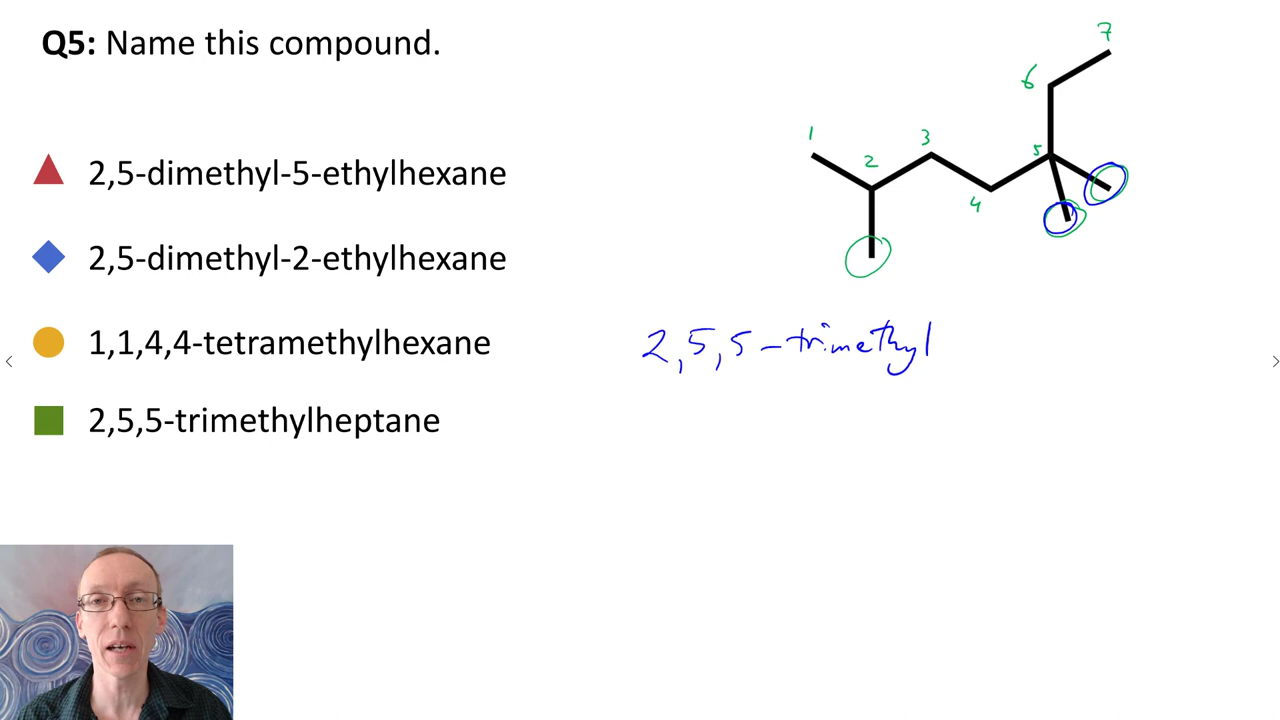 Q5: Name this compound.
2,5-dimethyl-5-ethylhexane
2,5-dimethyl-2-ethylhexane
1,1,4,4-tetramethylhexane
2,5,5-trimethylheptane
7
6
1
2
3
4
5
2,5,5-trimethyl